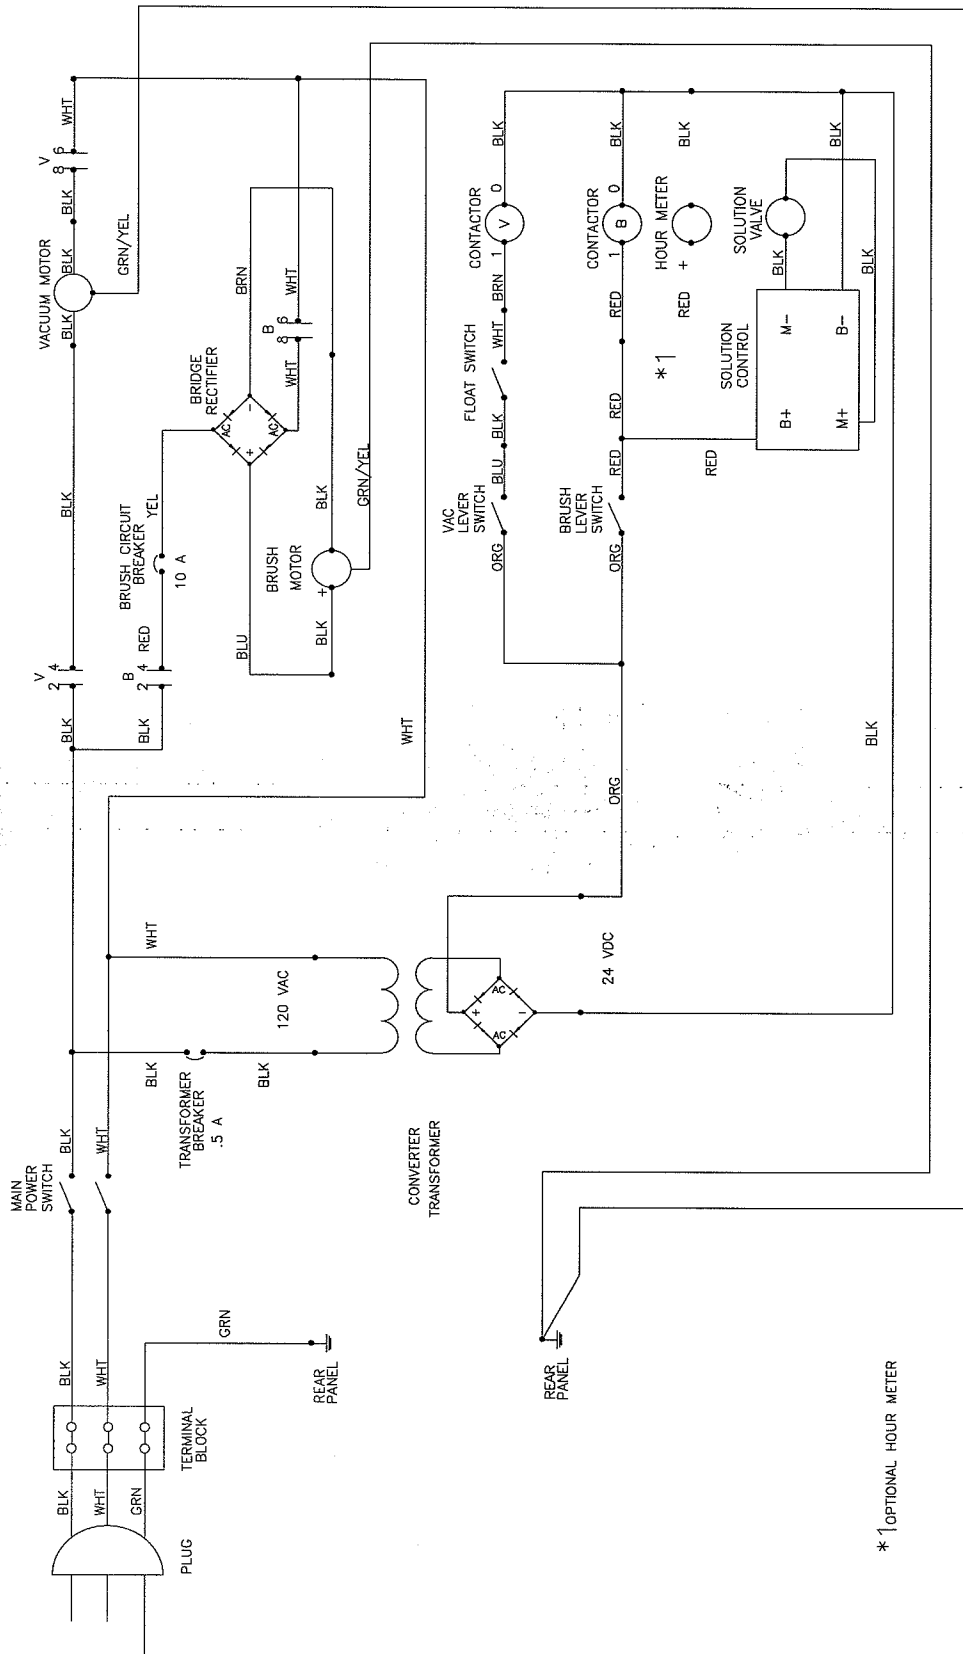 PLUG
BLK
WHT
GRN
TERMINAL
BLOCK
BLK
WHT
GRN
REAR
PANEL
MAIN
POWER
SWITCH
BLK
WHT
BLK
TRANSFORMER
BREAKER
.5 A
BLK
120 VAC
WHT
CONVERTER
TRANSFORMER
AC
+
-
AC
24 VDC
REAR
PANEL
*1 OPTIONAL HOUR METER
BLK
V
2 4
BLK
VACUUM MOTOR
BLK
BLK
BLK
V
8 6
WHT
GRN/YEL
BLK
B
2 4
RED
BRUSH CIRCUIT
BREAKER
10 A
YEL
BRIDGE
RECTIFIER
AC
+
-
AC
BRN
WHT
B
8 6
WHT
BLU
BLK
BRUSH
MOTOR
+
BLK
GRN/YEL
WHT
ORG
ORG
VAC
LEVER
SWITCH
BLU
BLK
FLOAT SWITCH
WHT
BRN
CONTACTOR
1
V
0
BLK
ORG
BRUSH
LEVER
SWITCH
RED
RED
RED
CONTACTOR
1
B
0
BLK
RED
*1
HOUR METER
RED
+
BLK
SOLUTION
CONTROL
B+
M-
M+
B-
SOLUTION
VALVE
BLK
BLK
BLK
BLK